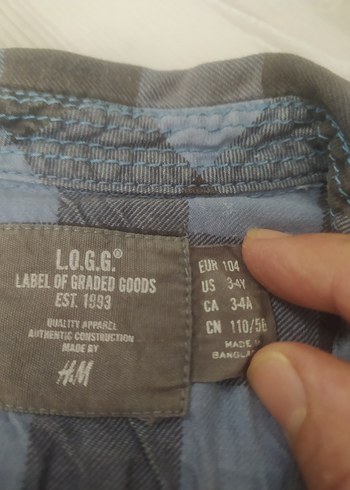 L.O.G.G.®
LABEL OF GRADED GOODS
EST. 1993
QUALITY APPAREL
AUTHENTIC CONSTRUCTION
MADE BY
H&M
EUR 104
US 3-4Y
CA 3-4A
CN 110/56
MADE IN